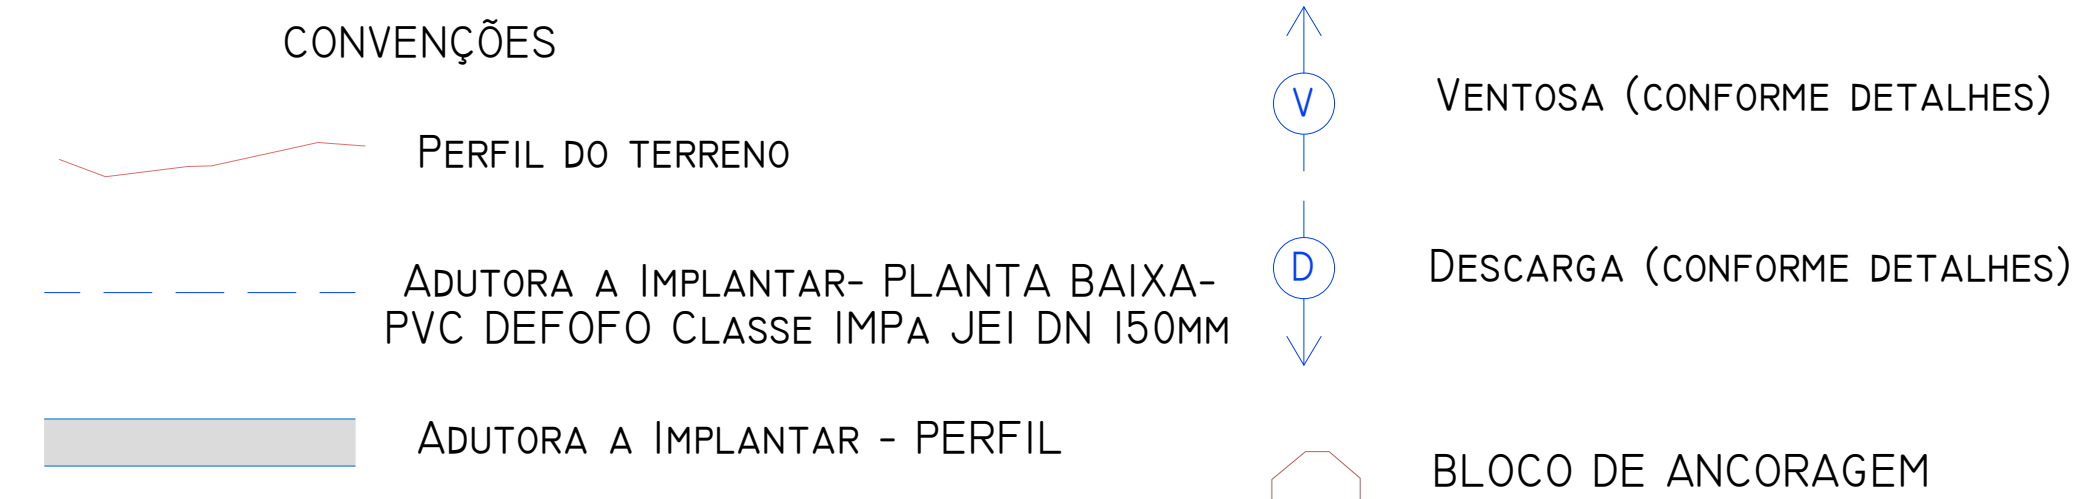 CONVENÇÕES
PERFIL DO TERRENO
ADUTORA A IMPLANTAR- PLANTA BAIXA-
PVC DEFOFO CLASSE 1MPA JEI DN 150MM
ADUTORA A IMPLANTAR - PERFIL
V
VENTOSA (CONFORME DETALHES)
D
DESCARGA (CONFORME DETALHES)
BLOCO DE ANCORAGEM